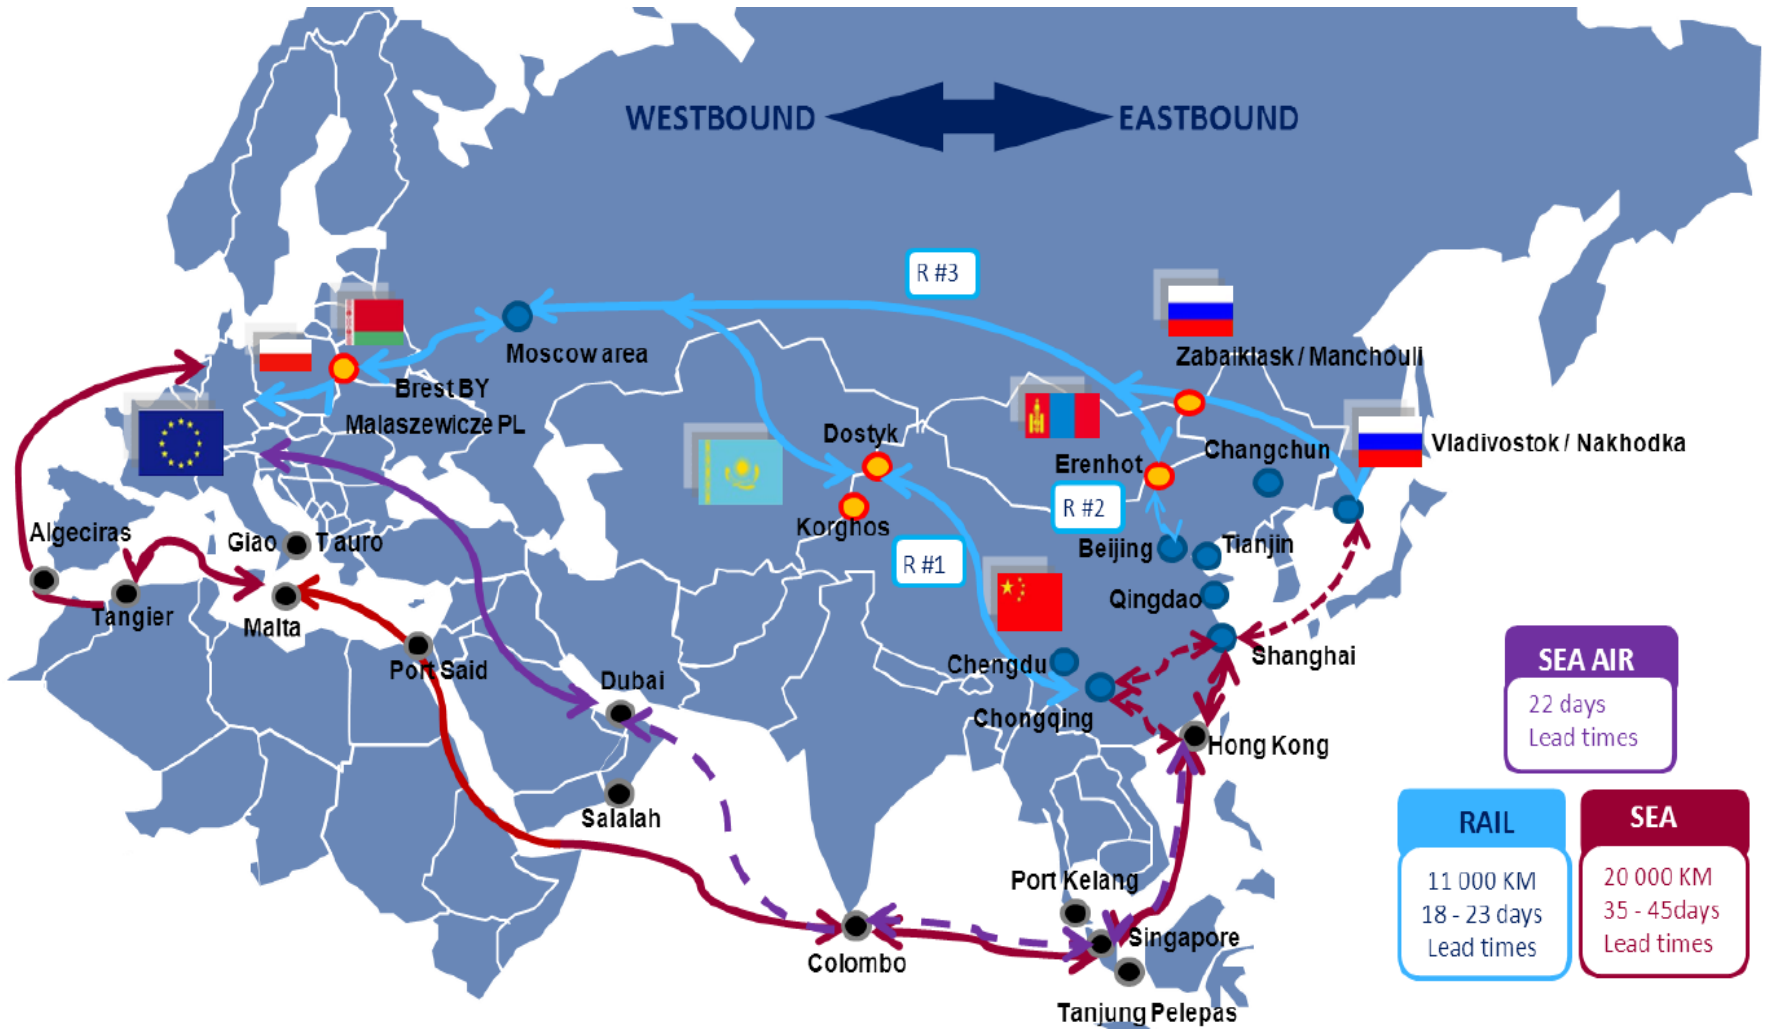 WESTBOUND
EASTBOUND
R #3
Moscow area
Zabaiklask / Manchouli
Brest BY
Malaszewicze PL
Dostyk
Erenhot
Changchun
Vladivostok / Nakhodka
R #2
Korghos
Algeciras
Giao Tauro
Beijing
Tianjin
R #1
Qingdao
Tangier
Malta
Port Said
Dubai
Chengdu
Shanghai
Chongqing
Hong Kong
Salalah
SEA AIR
22 days
Lead times
Port Kelang
Singapore
Colombo
Tanjung Pelepas
RAIL
11 000 KM
18 - 23 days
Lead times
SEA
20 000 KM
35 - 45days
Lead times